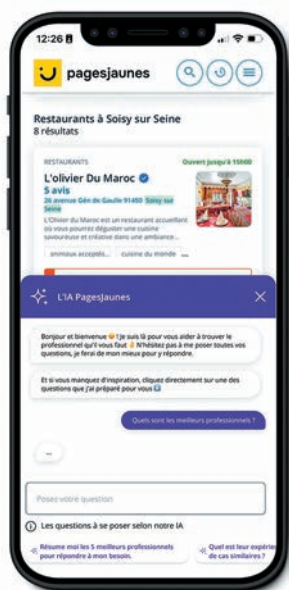 12:26
pagesjaunes
Restaurants à Soisy sur Seine
8 résultats
RESTAURANTS
Ouvert jusqu'à 15h00
L'olivier Du Maroc
5 avis
26 avenue Gén de Gaulle 91450 Soisy sur
Seine
L'Olivier du Maroc est un restaurant accueillant
où vous pourrez déguster une cuisine
savoureuse et créative dans une ambiance...
animaux acceptés... cuisine du monde ...
L'IA PagesJaunes
Bonjour et bienvenue ! Je suis là pour vous aider à trouver le
professionnel qu'il vous faut N'hésitez pas à me poser toutes vos
questions, je ferai de mon mieux pour y répondre.
Et si vous manquez d'inspiration, cliquez directement sur une des
questions que j'ai préparé pour vous
Quels sont les meilleurs professionnels ?
...
Posez votre question
Les questions à se poser selon notre IA
Résume moi les 5 meilleurs professionnels
pour répondre à mon besoin.
Quel est leur expérie
de cas similaires ?